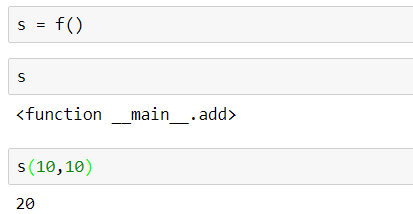 s = f()
s
<function __main__.add>
s(10,10)
20